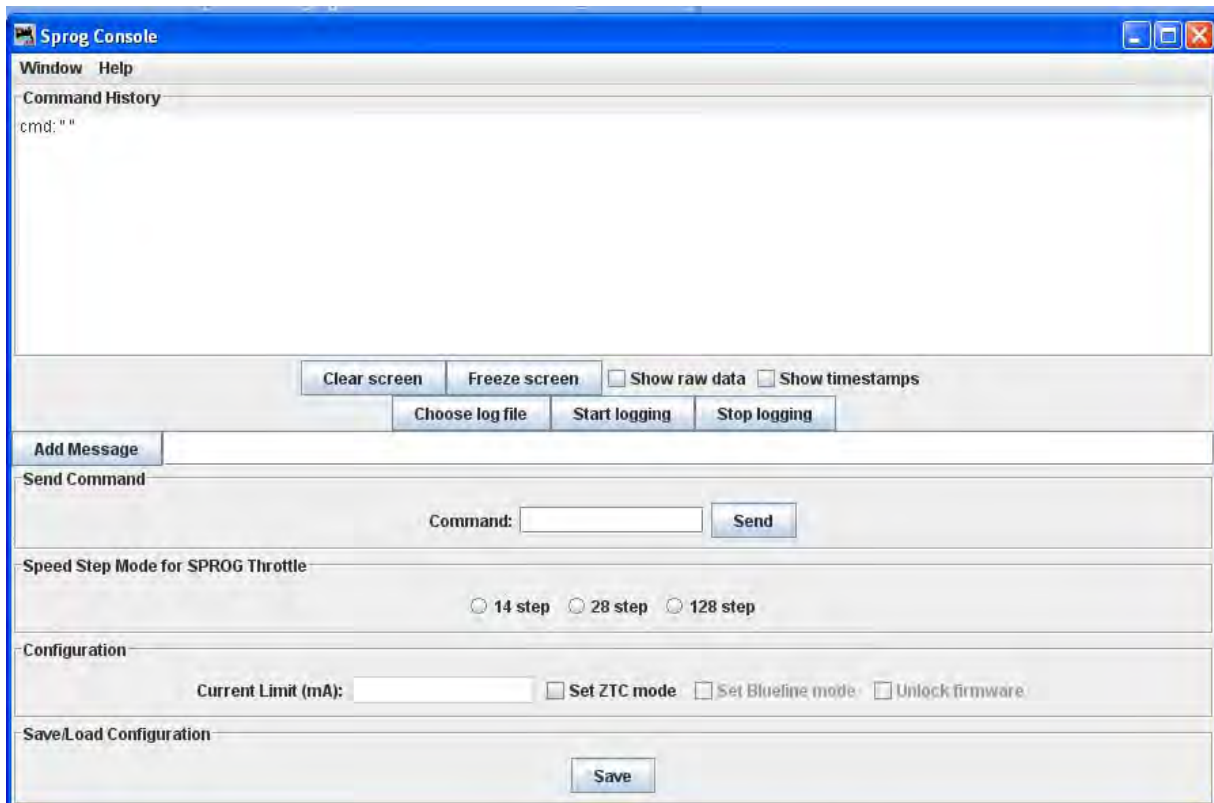 Sprog Console
Window Help
Command History
cmd: " "
Clear screen Freeze screen Show raw data Show timestamps
Choose log file Start logging Stop logging
Add Message
Send Command
Command: Send
Speed Step Mode for SPROG Throttle
14 step 28 step 128 step
Configuration
Current Limit (mA): Set ZTC mode Set Blueline mode Unlock firmware
Save/Load Configuration
Save